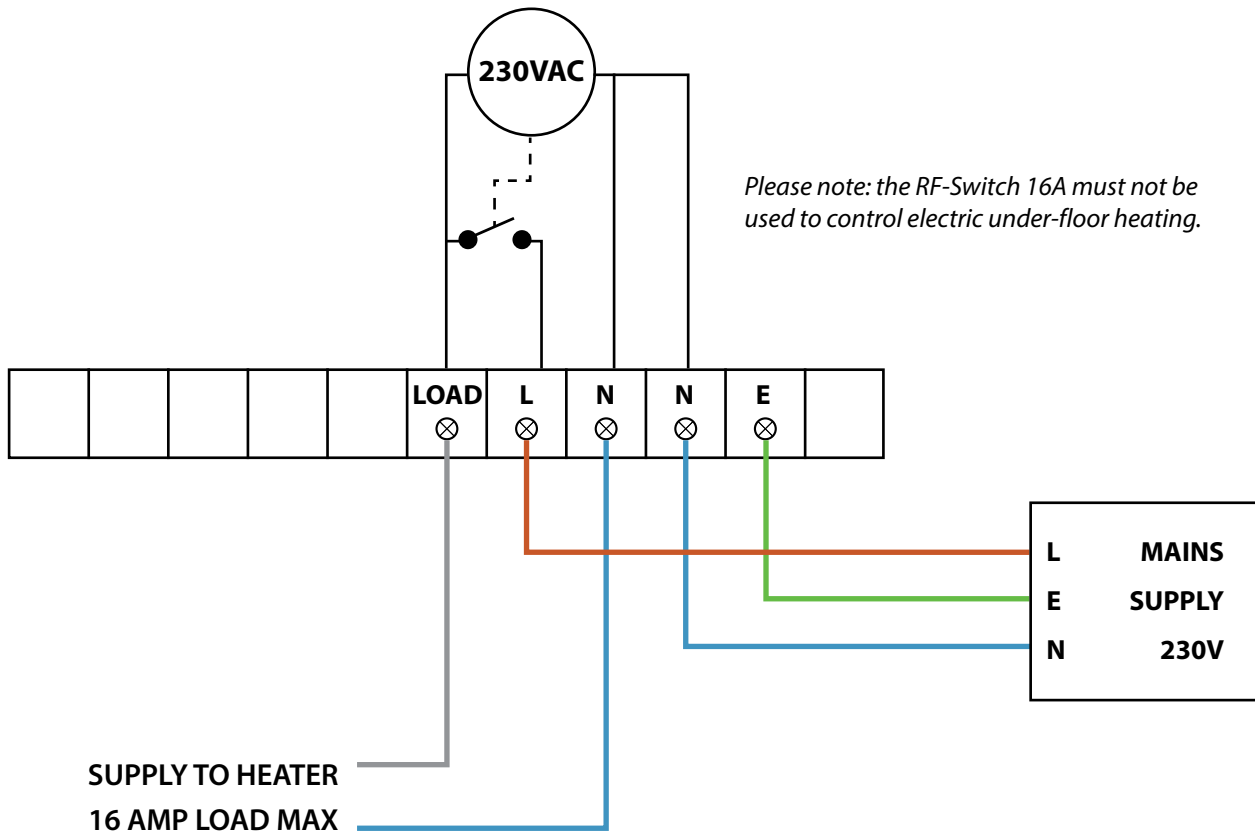 230VAC
Please note: the RF-Switch 16A must not be
used to control electric under-floor heating.
LOAD L N N E
L MAINS
E SUPPLY
N 230V
SUPPLY TO HEATER
16 AMP LOAD MAX